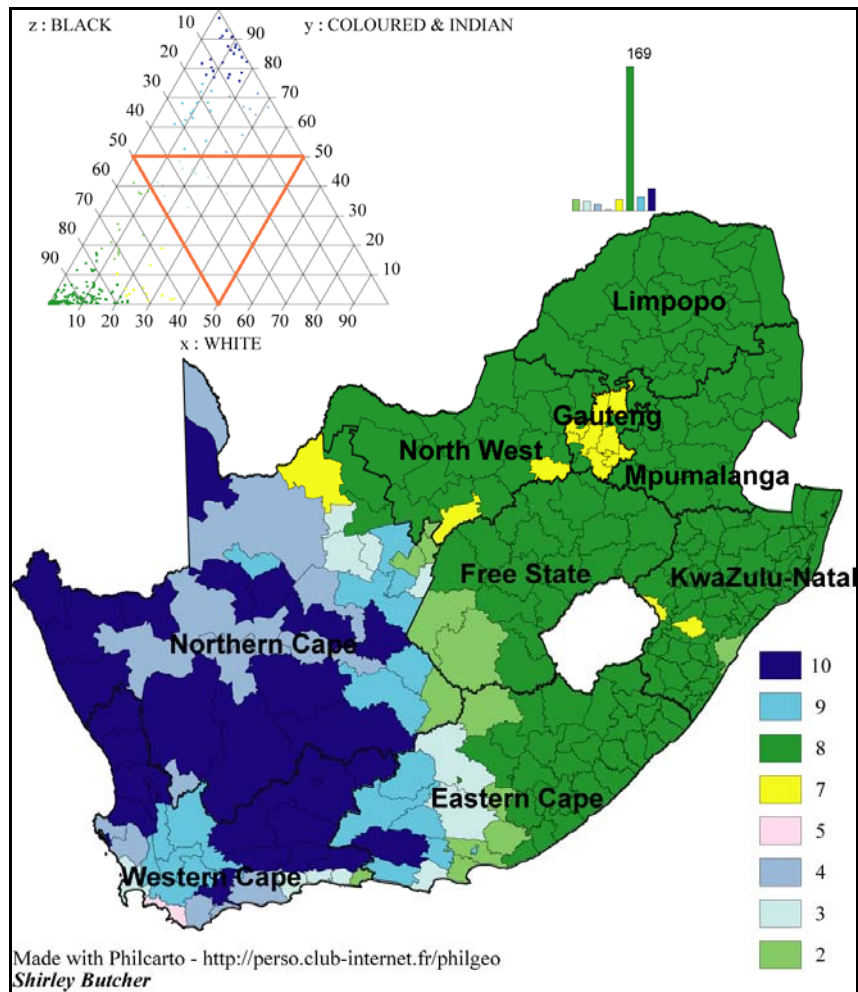 z : BLACK
y : COLOURED & INDIAN
10
20
30
40
50
60
70
80
90
90
80
70
60
50
40
30
20
10
10 20 30 40 50 60 70 80 90
x : WHITE
169
Limpopo
Gauteng
North West
Mpumalanga
Free State
KwaZulu-Natal
Northern Cape
Eastern Cape
Western Cape
10
9
8
7
5
4
3
2
Made with Philcarto - http://perso.club-internet.fr/philgeo
Shirley Butcher